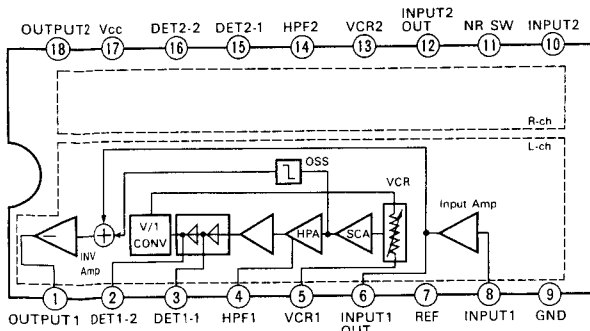 OUTPUT2 Vcc DET2-2 DET2-1 HPF2 VCR2 INPUT2 OUT NR SW INPUT2
18 17 16 15 14 13 12 11 10
R-ch
L-ch
OSS
VCR
Input Amp
V/1 CONV
HPA
SCA
INV Amp
1 2 3 4 5 6 7 8 9
OUTPUT1 DET1-2 DET1-1 HPF1 VCR1 INPUT1 OUT REF INPUT1 GND